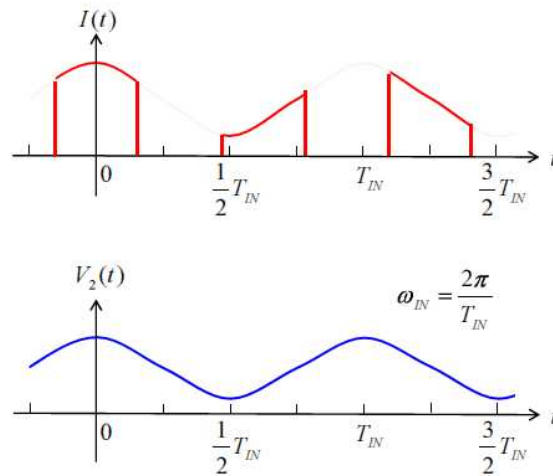 I(t)
0 1/2 T_IN T_IN 3/2 T_IN t
V_2(t)
ω_IN = 2π/T_IN
0 1/2 T_IN T_IN 3/2 T_IN t